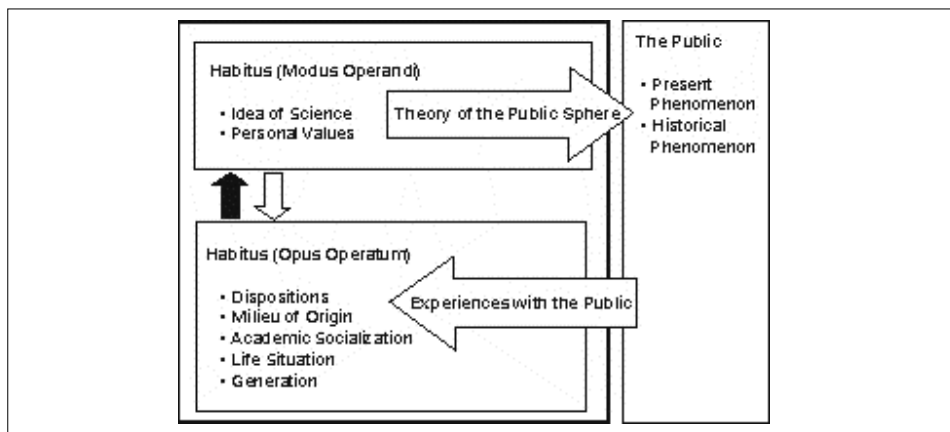 Habitus (Modus Operandi)
• Idea of Science
• Personal Values
Theory of the Public Sphere
The Public
• Present
Phenomenon
• Historical
Phenomenon
Habitus (Opus Operatum)
• Dispositions
• Milieu of Origin
• Academic Socialization
• Life Situation
• Generation
Experiences with the Public